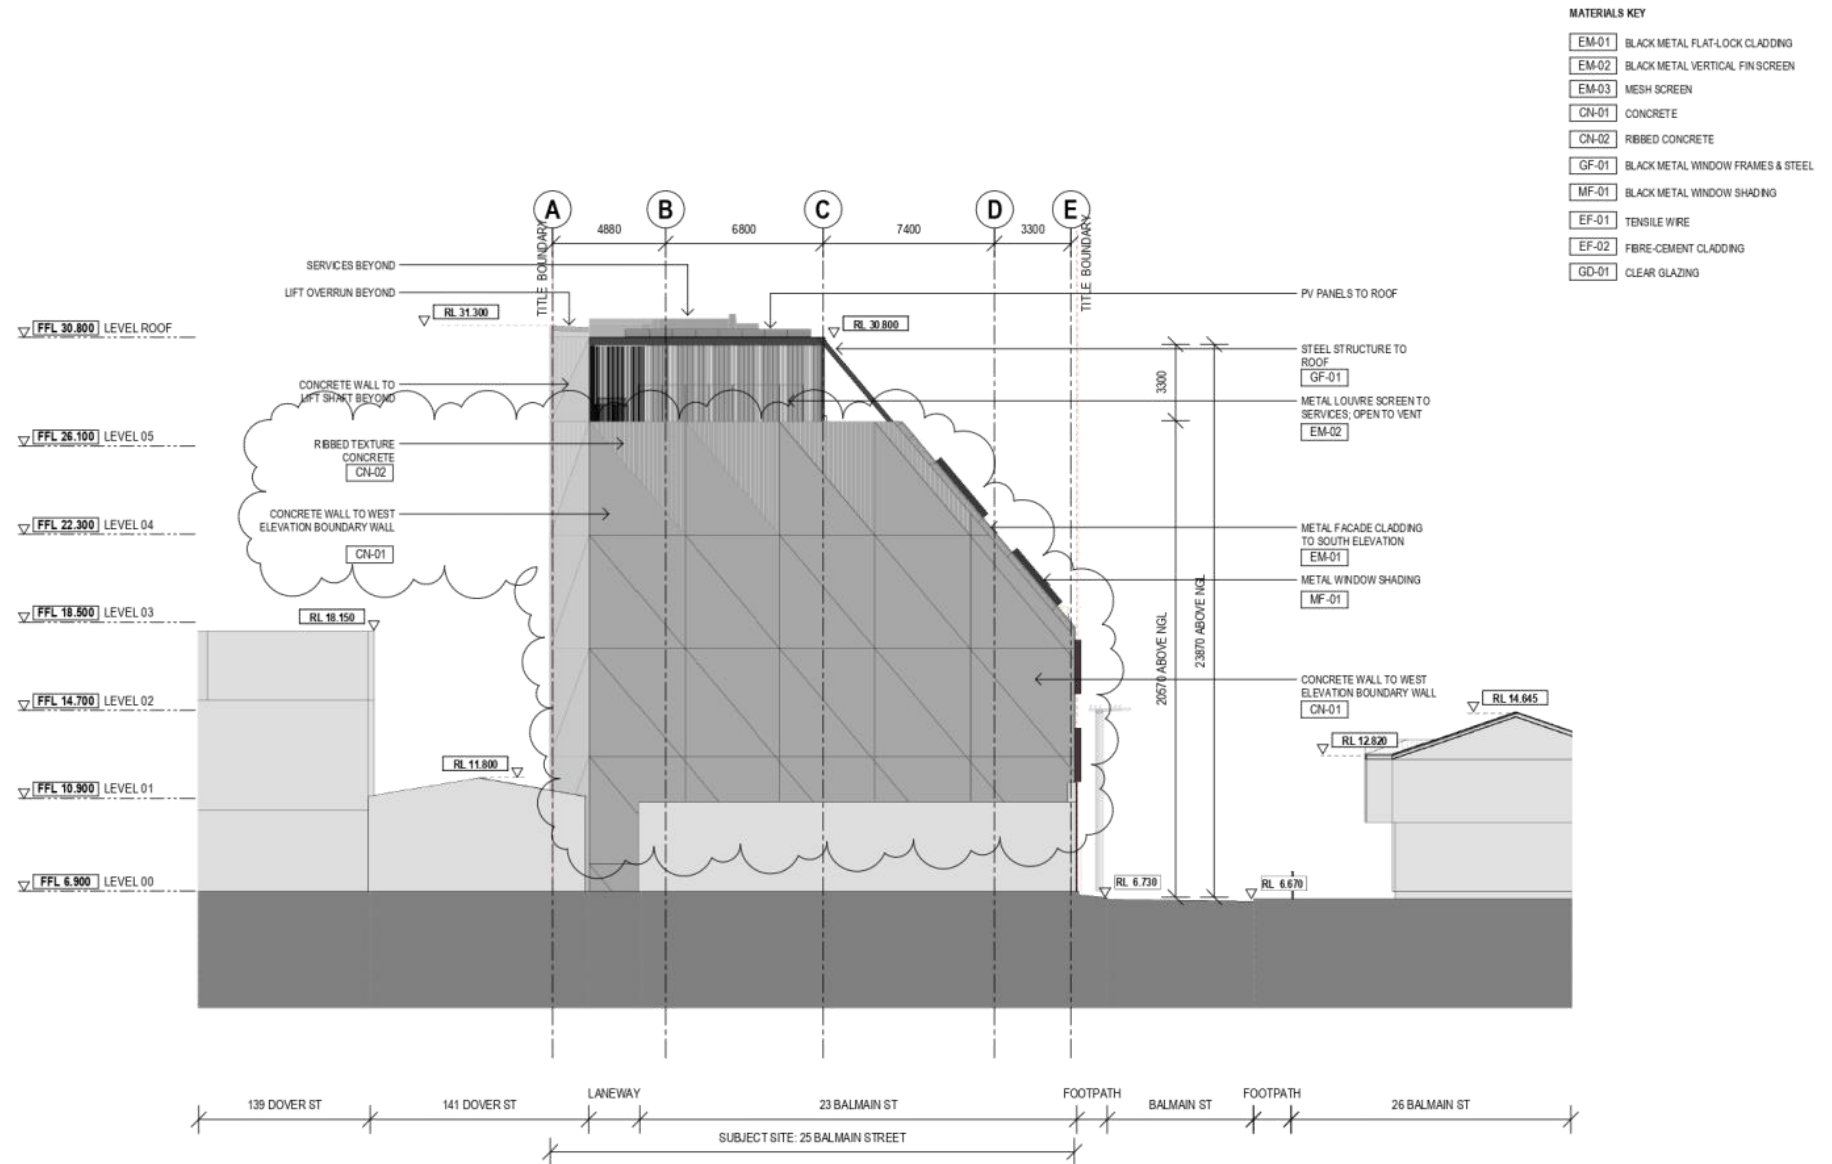 MATERIALS KEY
EM-01 BLACK METAL FLAT-LOCK CLADDING
EM-02 BLACK METAL VERTICAL FIN SCREEN
EM-03 MESH SCREEN
CN-01 CONCRETE
CN-02 RIBBED CONCRETE
GF-01 BLACK METAL WINDOW FRAMES & STEEL
MF-01 BLACK METAL WINDOW SHADING
EF-01 TENSILE WIRE
EF-02 FIBRE-CEMENT CLADDING
GD-01 CLEAR GLAZING
A B C D E
4880 6800 7400 3300
TITLE BOUNDARY
TITLE BOUNDARY
SERVICES BEYOND
LIFT OVERRUN BEYOND
PV PANELS TO ROOF
RL 31.300
RL 30.800
FFL 30.800 LEVEL ROOF
STEEL STRUCTURE TO
ROOF
GF-01
CONCRETE WALL TO
LIFT SHAFT BEYOND
3300
METAL LOUVRE SCREEN TO
SERVICES; OPEN TO VENT
EM-02
FFL 26.100 LEVEL 05
RIBBED TEXTURE
CONCRETE
CN-02
CONCRETE WALL TO WEST
ELEVATION BOUNDARY WALL
CN-01
FFL 22.300 LEVEL 04
METAL FACADE CLADDING
TO SOUTH ELEVATION
EM-01
METAL WINDOW SHADING
MF-01
FFL 18.500 LEVEL 03
RL 18.150
20570 ABOVE NGL
23870 ABOVE NGL
CONCRETE WALL TO WEST
ELEVATION BOUNDARY WALL
CN-01
FFL 14.700 LEVEL 02
RL 14.645
RL 12.820
RL 11.800
FFL 10.900 LEVEL 01
FFL 6.900 LEVEL 00
RL 6.730
RL 6.670
139 DOVER ST
141 DOVER ST
LANEWAY
23 BALMAIN ST
FOOTPATH
BALMAIN ST
FOOTPATH
26 BALMAIN ST
SUBJECT SITE: 25 BALMAIN STREET